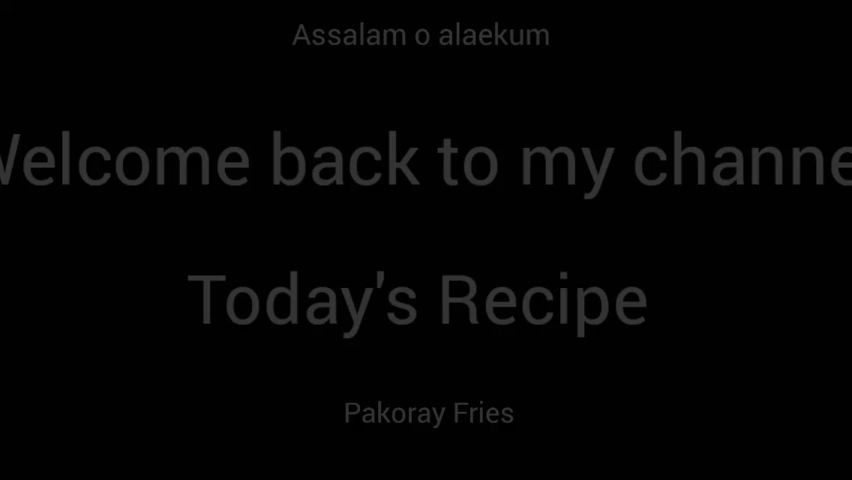 Assalam o alaekum
Welcome back to my channe
Today's Recipe
Pakoray Fries